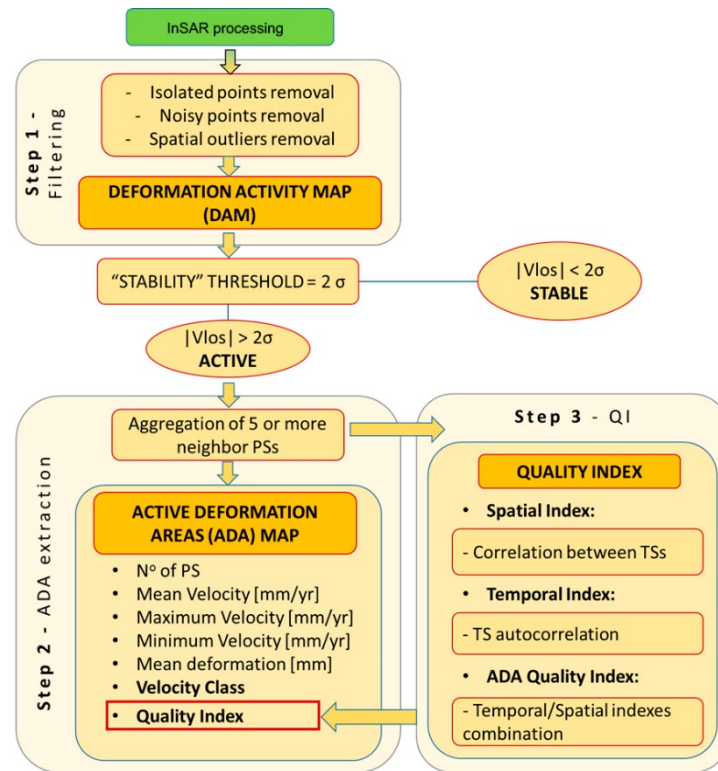 InSAR processing
Step 1 -
Filtering
- Isolated points removal
- Noisy points removal
- Spatial outliers removal
DEFORMATION ACTIVITY MAP
(DAM)
"STABILITY" THRESHOLD = 2 σ
|Vlos| < 2σ
STABLE
|Vlos| > 2σ
ACTIVE
Step 2 - ADA extraction
Aggregation of 5 or more
neighbor PSs
ACTIVE DEFORMATION
AREAS (ADA) MAP
• Nº of PS
• Mean Velocity [mm/yr]
• Maximum Velocity [mm/yr]
• Minimum Velocity [mm/yr]
• Mean deformation [mm]
• Velocity Class
• Quality Index
Step 3 - QI
QUALITY INDEX
• Spatial Index:
- Correlation between TSs
• Temporal Index:
- TS autocorrelation
• ADA Quality Index:
- Temporal/Spatial indexes
combination